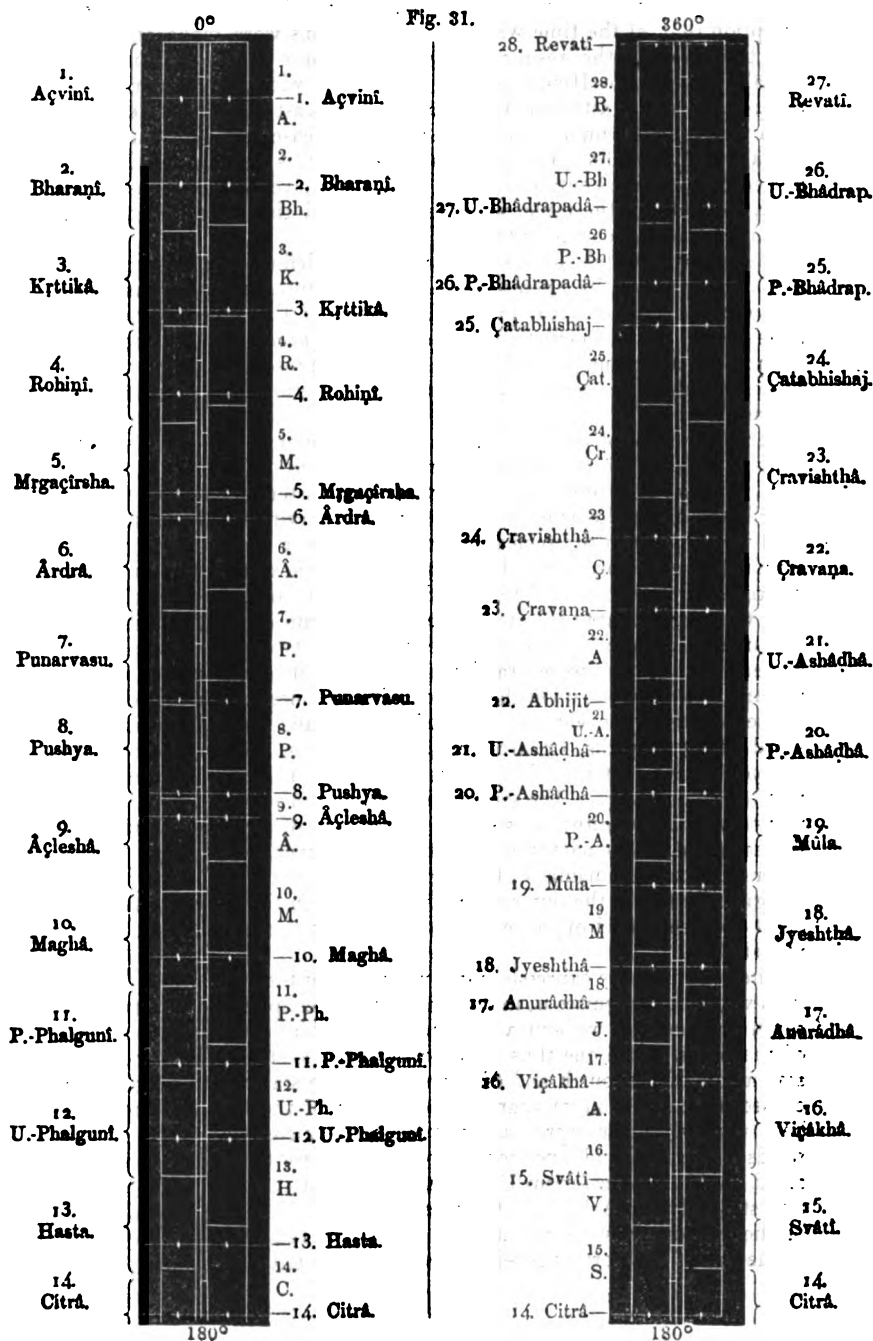 Fig. 31.
0°
1.
Açvinî.
2.
Bharaṇî.
3.
Kṛttikâ.
4.
Rohiṇî.
5.
Mṛgaçîrsha.
6.
Ârdrâ.
7.
Punarvasu.
8.
Pushya.
9.
Âçleshâ.
10.
Maghâ.
11.
P.-Phalgunî.
12.
U.-Phalgunî.
13.
Hasta.
14.
Citrâ.
1.
—1. Açvinî.
A.
2.
—2. Bharaṇî.
Bh.
3.
K.
—3. Kṛttikâ.
4.
R.
—4. Rohiṇî.
5.
M.
—5. Mṛgaçîrsha.
—6. Ârdrâ.
6.
Â.
7.
P.
—7. Punarvasu.
8.
P.
—8. Pushya.
9.
—9. Âçleshâ.
Â.
10.
M.
—10. Maghâ.
11.
P.-Ph.
—11. P.-Phalgunî.
12.
U.-Ph.
—12. U.-Phalgunî.
13.
H.
—13. Hasta.
14.
C.
—14. Citrâ.
180°
360°
28. Revatî—
28.
R.
27.
U.-Bh
27. U.-Bhâdrapadâ—
26
P.-Bh
26. P.-Bhâdrapadâ—
25. Çatabhishaj—
25.
Çat.
24.
Çr
23
24. Çravishṭhâ—
Ç.
23. Çravaṇa—
22.
A
22. Abhijit—
21
U.-A.
21. U.-Ashâḍhâ—
20. P.-Ashâḍhâ—
20.
P.-A.
19. Mûla—
19
M
18. Jyeshṭhâ—
18.
17. Anurâdhâ—
J.
17.
16. Viçâkhâ—
A.
16.
15. Svâti—
V.
15.
S.
14. Citrâ—
180°
27.
Revatî.
26.
U.-Bhâdrap.
25.
P.-Bhâdrap.
24.
Çatabhishaj.
23.
Çravishṭhâ.
22.
Çravaṇa.
21.
U.-Ashâḍhâ.
20.
P.-Ashâḍhâ.
19.
Mûla.
18.
Jyeshṭhâ.
17.
Anurâdhâ.
16.
Viçâkhâ.
15.
Svâtî.
14.
Citrâ.